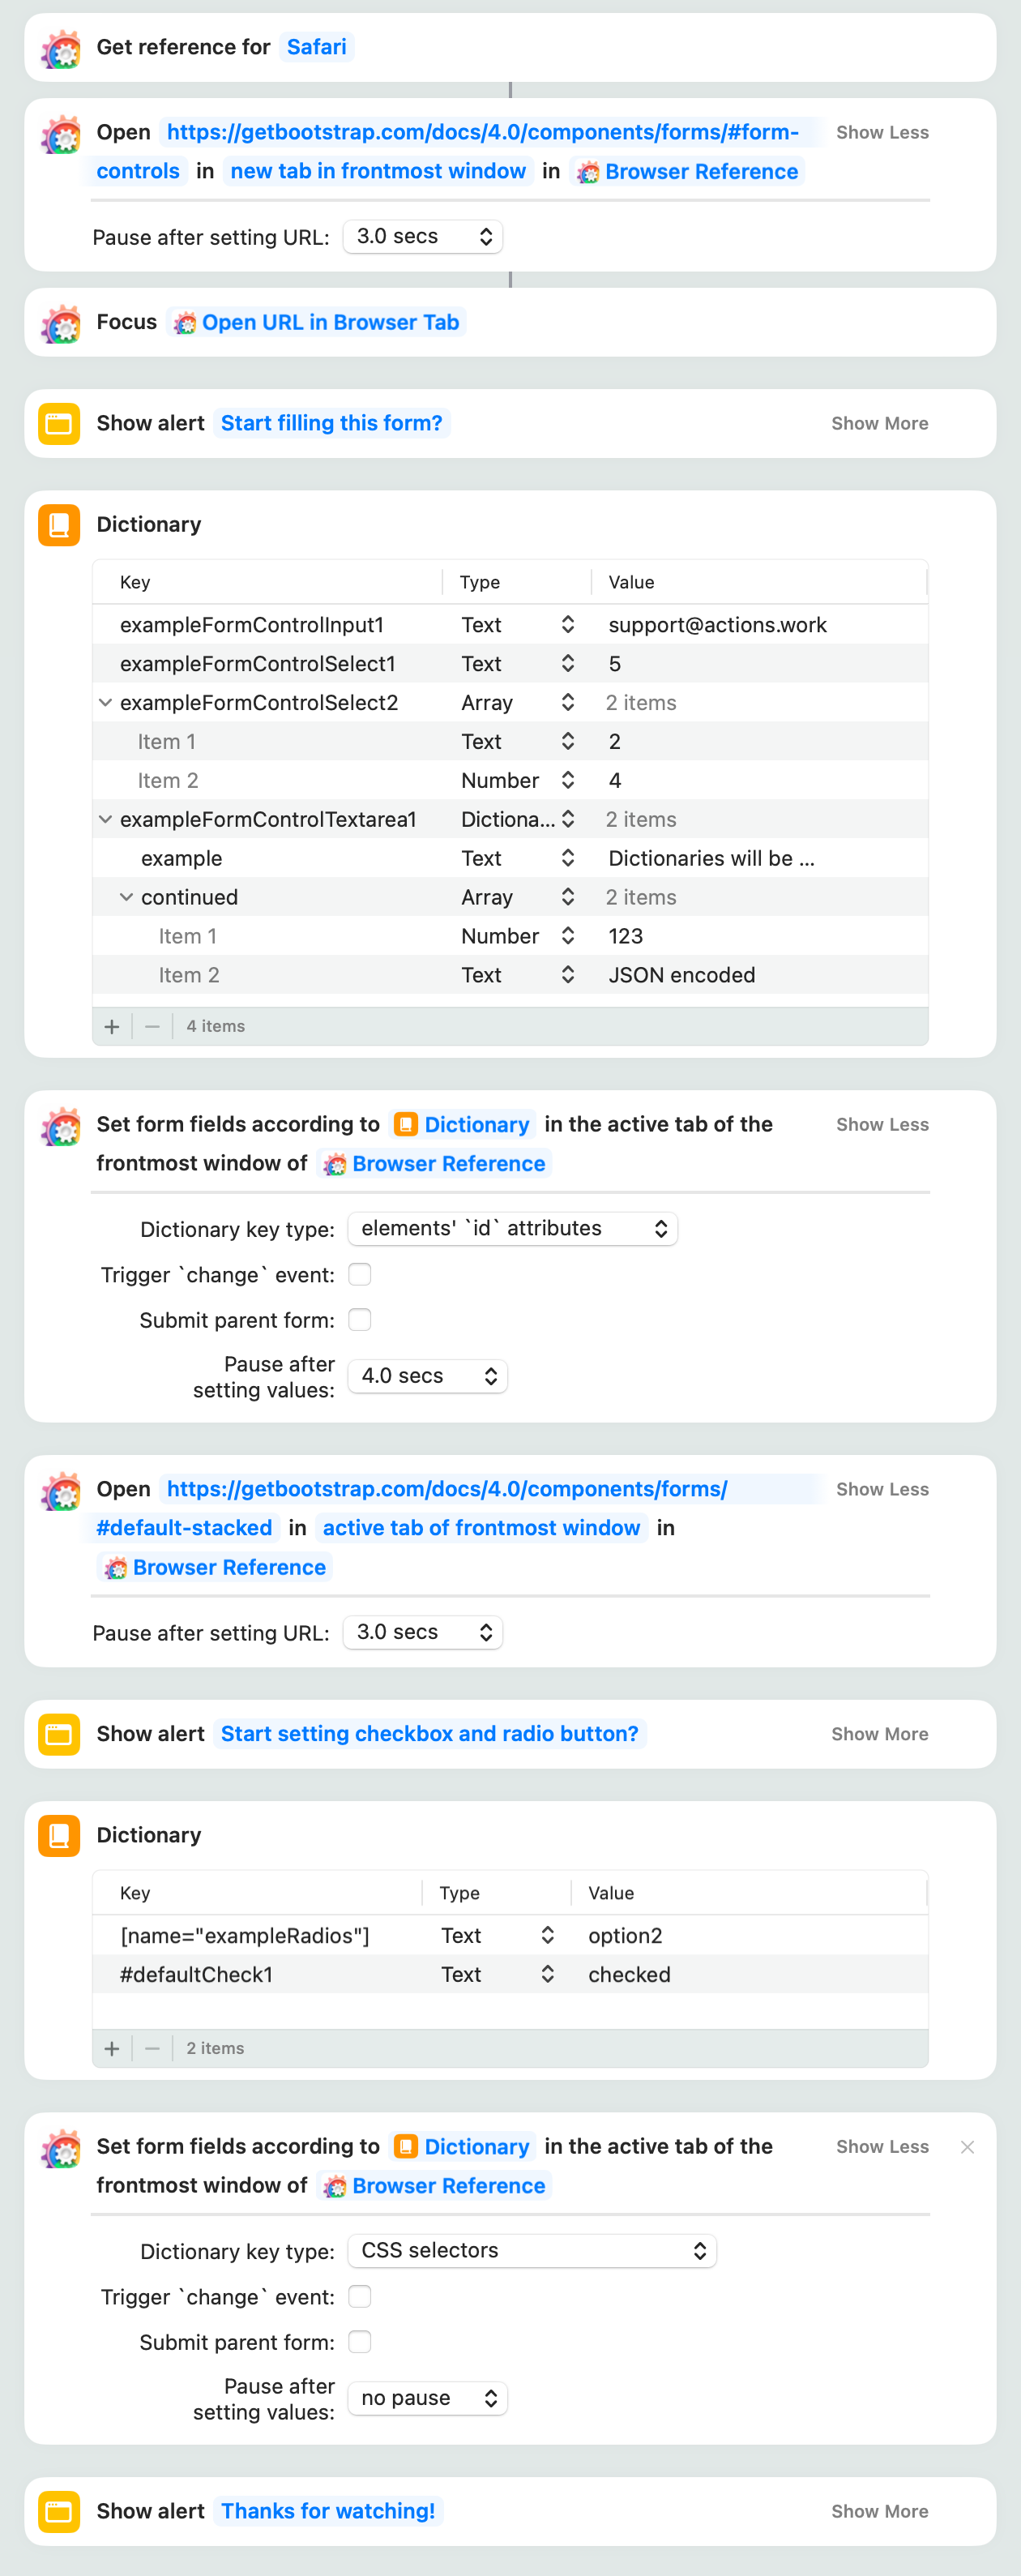 Get reference for Safari
Open https://getbootstrap.com/docs/4.0/components/forms/#form- Show Less
controls in new tab in frontmost window in Browser Reference
Pause after setting URL: 3.0 secs
Focus Open URL in Browser Tab
Show alert Start filling this form? Show More
Dictionary
Key Type Value
exampleFormControlInput1 Text support@actions.work
exampleFormControlSelect1 Text 5
exampleFormControlSelect2 Array 2 items
Item 1 Text 2
Item 2 Number 4
exampleFormControlTextarea1 Dictiona... 2 items
example Text Dictionaries will be ...
continued Array 2 items
Item 1 Number 123
Item 2 Text JSON encoded
+ − 4 items
Set form fields according to Dictionary in the active tab of the Show Less
frontmost window of Browser Reference
Dictionary key type: elements' `id` attributes
Trigger `change` event:
Submit parent form:
Pause after
setting values: 4.0 secs
Open https://getbootstrap.com/docs/4.0/components/forms/ Show Less
#default-stacked in active tab of frontmost window in
Browser Reference
Pause after setting URL: 3.0 secs
Show alert Start setting checkbox and radio button? Show More
Dictionary
Key Type Value
[name="exampleRadios"] Text option2
#defaultCheck1 Text checked
+ − 2 items
Set form fields according to Dictionary in the active tab of the Show Less
frontmost window of Browser Reference
Dictionary key type: CSS selectors
Trigger `change` event:
Submit parent form:
Pause after
setting values: no pause
Show alert Thanks for watching! Show More